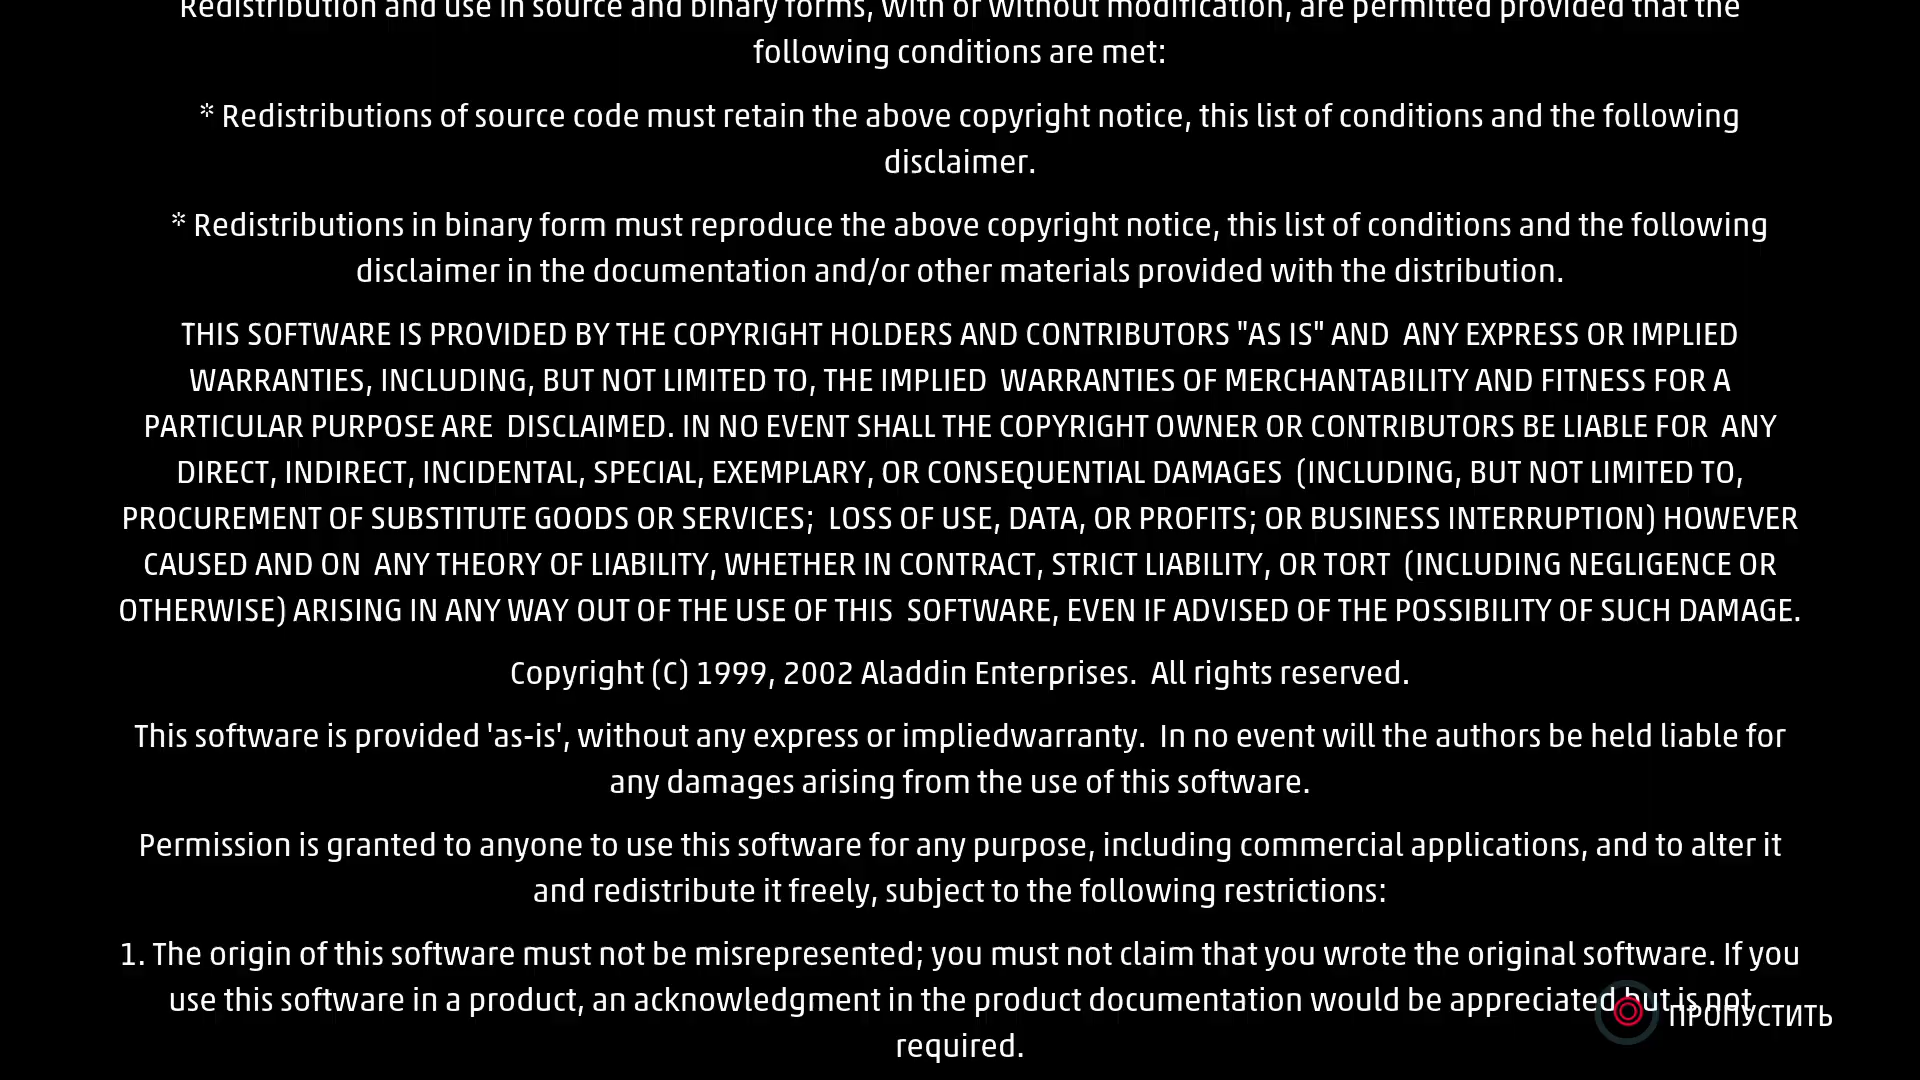 Redistribution and use in source and binary forms, with or without modification, are permitted provided that the
following conditions are met:
* Redistributions of source code must retain the above copyright notice, this list of conditions and the following
disclaimer.
* Redistributions in binary form must reproduce the above copyright notice, this list of conditions and the following
disclaimer in the documentation and/or other materials provided with the distribution.
THIS SOFTWARE IS PROVIDED BY THE COPYRIGHT HOLDERS AND CONTRIBUTORS "AS IS" AND  ANY EXPRESS OR IMPLIED
WARRANTIES, INCLUDING, BUT NOT LIMITED TO, THE IMPLIED  WARRANTIES OF MERCHANTABILITY AND FITNESS FOR A
PARTICULAR PURPOSE ARE  DISCLAIMED. IN NO EVENT SHALL THE COPYRIGHT OWNER OR CONTRIBUTORS BE LIABLE FOR  ANY
DIRECT, INDIRECT, INCIDENTAL, SPECIAL, EXEMPLARY, OR CONSEQUENTIAL DAMAGES  (INCLUDING, BUT NOT LIMITED TO,
PROCUREMENT OF SUBSTITUTE GOODS OR SERVICES;  LOSS OF USE, DATA, OR PROFITS; OR BUSINESS INTERRUPTION) HOWEVER
CAUSED AND ON  ANY THEORY OF LIABILITY, WHETHER IN CONTRACT, STRICT LIABILITY, OR TORT  (INCLUDING NEGLIGENCE OR
OTHERWISE) ARISING IN ANY WAY OUT OF THE USE OF THIS  SOFTWARE, EVEN IF ADVISED OF THE POSSIBILITY OF SUCH DAMAGE.
Copyright (C) 1999, 2002 Aladdin Enterprises.  All rights reserved.
This software is provided 'as-is', without any express or impliedwarranty.  In no event will the authors be held liable for
any damages arising from the use of this software.
Permission is granted to anyone to use this software for any purpose, including commercial applications, and to alter it
and redistribute it freely, subject to the following restrictions:
1. The origin of this software must not be misrepresented; you must not claim that you wrote the original software. If you
use this software in a product, an acknowledgment in the product documentation would be appreciated but is not
required.
ПРОПУСТИТЬ